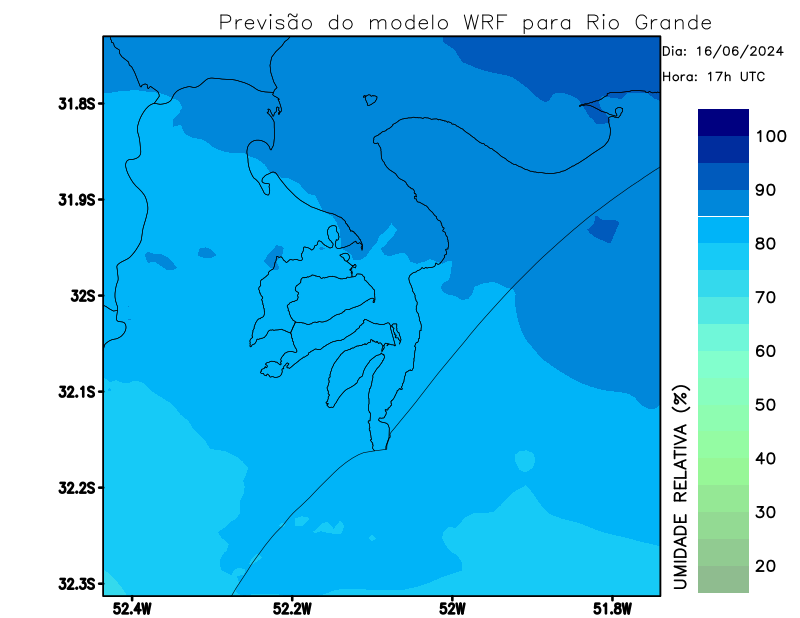 Previsão do modelo WRF para Rio Grande
Dia: 16/06/2024
Hora: 17h UTC
31.8S
31.9S
32S
32.1S
32.2S
32.3S
52.4W
52.2W
52W
51.8W
100
90
80
70
60
50
40
30
20
UMIDADE RELATIVA (%)